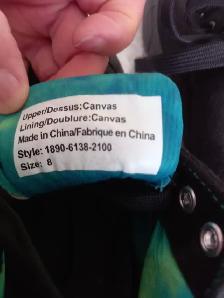 Upper/Dessus:Canvas
Lining/Doublure:Canvas
Made in China/Fabrique en China
Style: 1890-6138-2100
Size: 8